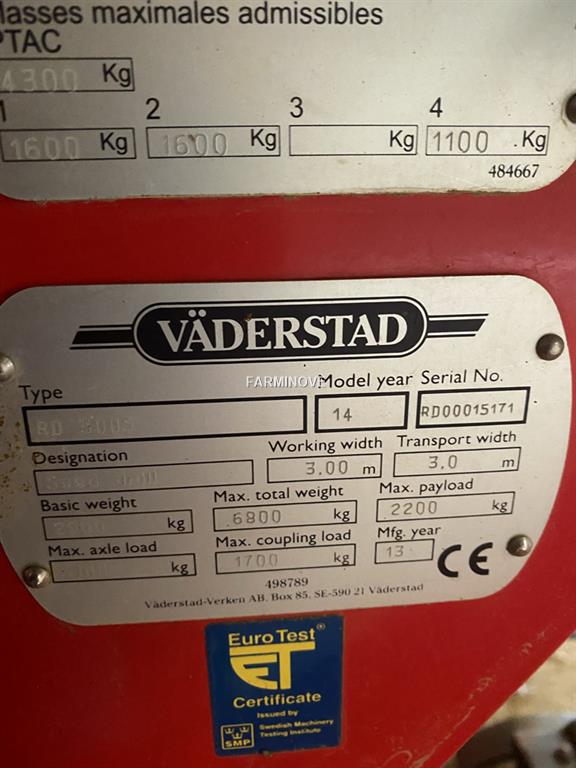 Masses maximales admissibles
PTAC
4300 Kg
1 2 3 4
1600 Kg 1600 Kg Kg 1100 .Kg
484667
VÄDERSTAD
FARMINOVE
Type Model year Serial No.
RD 14 RD00015171
Designation Working width Transport width
Seed drill 3.00 m 3.0 m
Basic weight Max. total weight Max. payload
kg 6800 kg 2200 kg
Max. axle load Max. coupling load Mfg. year
kg 1700 kg 13 CE
498789
Väderstad-Verken AB, Box 85, SE-590 21 Väderstad
Euro Test®
ET
Certificate
Issued by
Swedish Machinery
Testing Institute
SMP